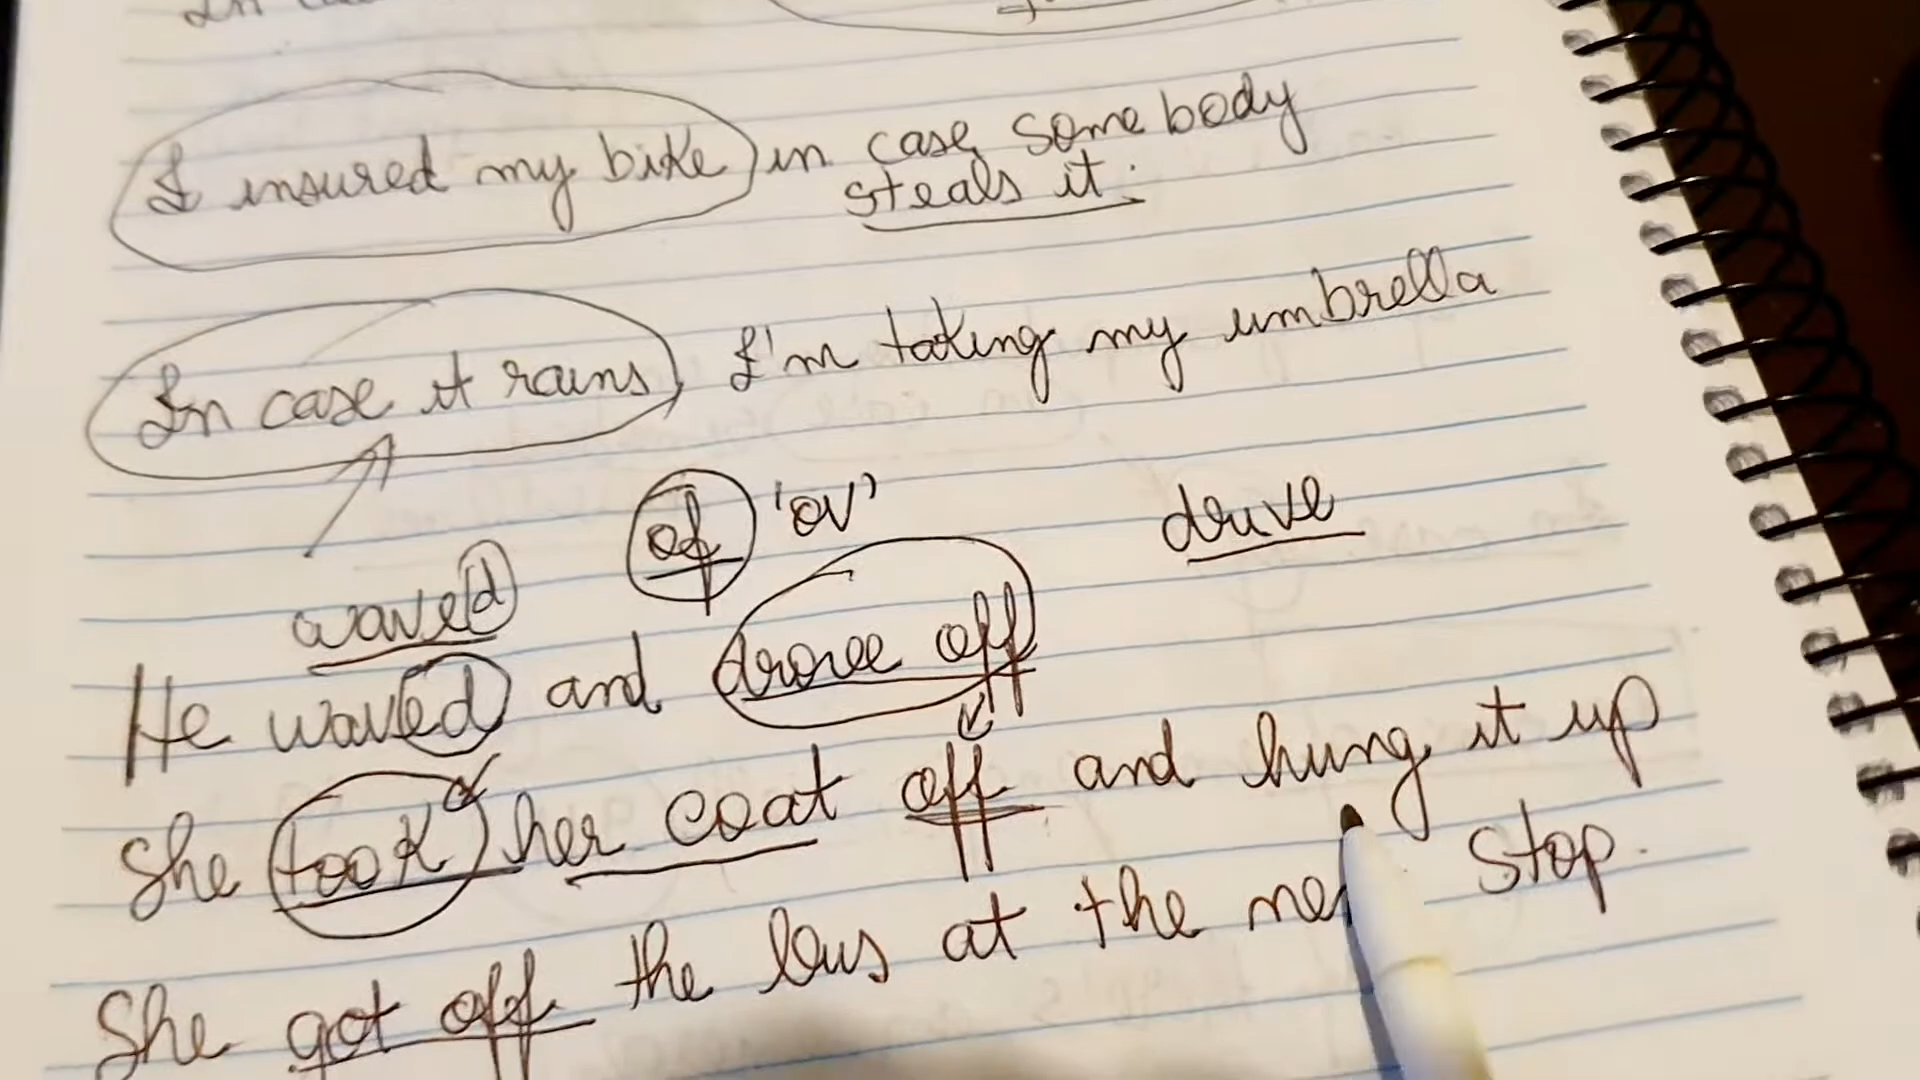 In
I insured my bike in case somebody
steals it.
In case it rains, I'm taking my umbrella
of 'ov' drive
waved
He waved and drove off
She took her coat off and hung it up
She got off the bus at the stop.